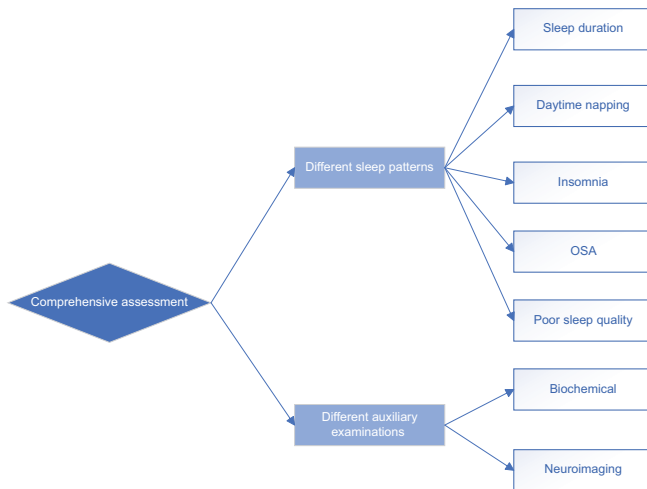 Sleep duration
Daytime napping
Different sleep patterns
Insomnia
OSA
Comprehensive assessment
Poor sleep quality
Biochemical
Different auxiliary
examinations
Neuroimaging